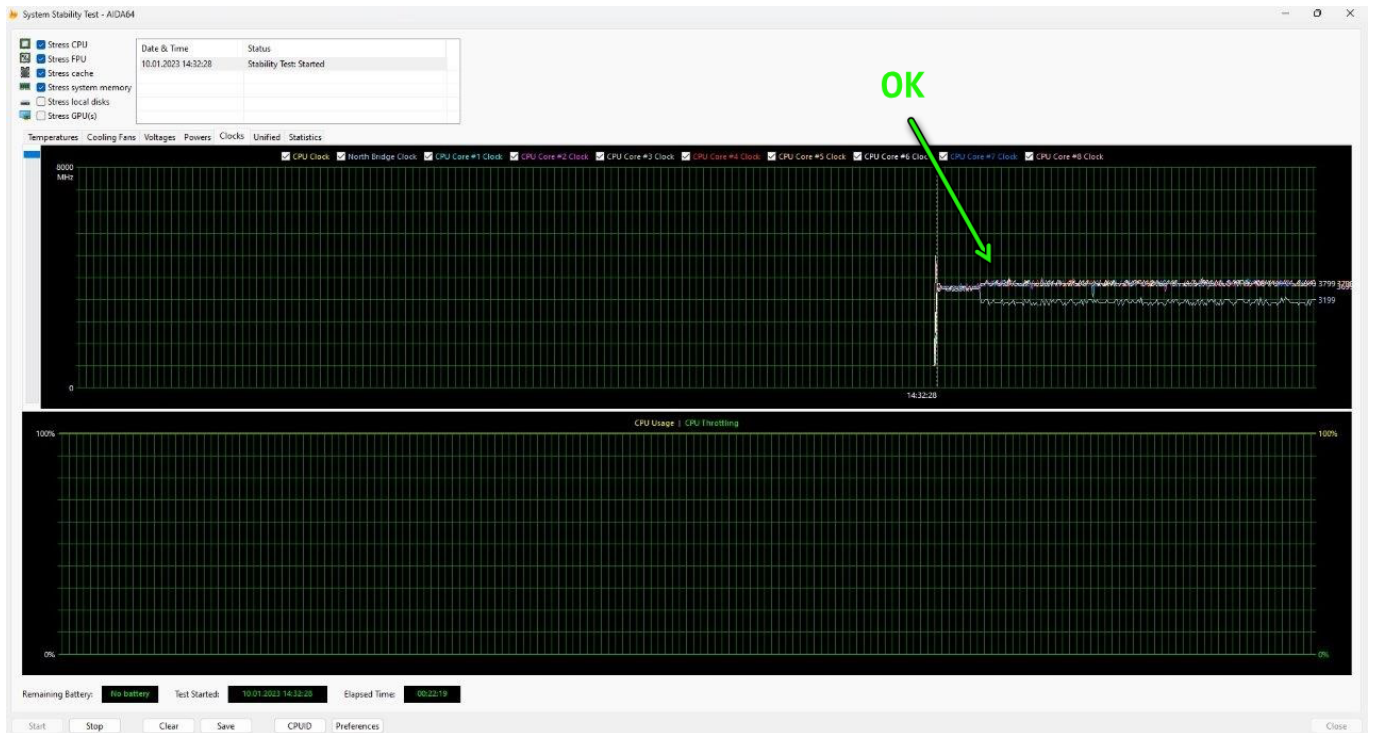 System Stability Test - AIDA64
Stress CPU
Stress FPU
Stress cache
Stress system memory
Stress local disks
Stress GPU(s)
Date & Time Status
10.01.2023 14:32:28 Stability Test: Started
OK
Temperatures Cooling Fans Voltages Powers Clocks Unified Statistics
CPU Clock North Bridge Clock CPU Core #1 Clock CPU Core #2 Clock CPU Core #3 Clock CPU Core #4 Clock CPU Core #5 Clock CPU Core #6 Clock CPU Core #7 Clock CPU Core #8 Clock
8000
MHz
3799
3199
0
14:32:28
CPU Usage | CPU Throttling
100% 100%
0% 0%
Remaining Battery: No battery Test Started: 10.01.2023 14:32:28 Elapsed Time: 00:22:19
Start Stop Clear Save CPUID Preferences Close